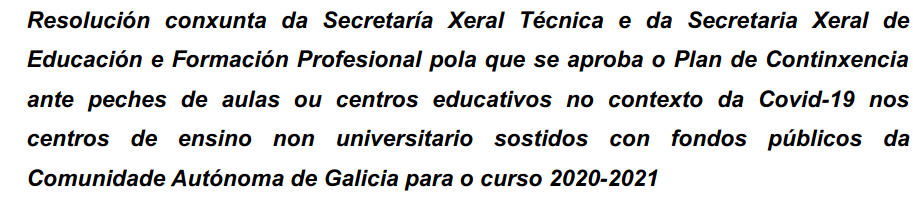 Resolución conxunta da Secretaría Xeral Técnica e da Secretaria Xeral de
Educación e Formación Profesional pola que se aproba o Plan de Continxencia
ante peches de aulas ou centros educativos no contexto da Covid-19 nos
centros de ensino non universitario sostidos con fondos públicos da
Comunidade Autónoma de Galicia para o curso 2020-2021